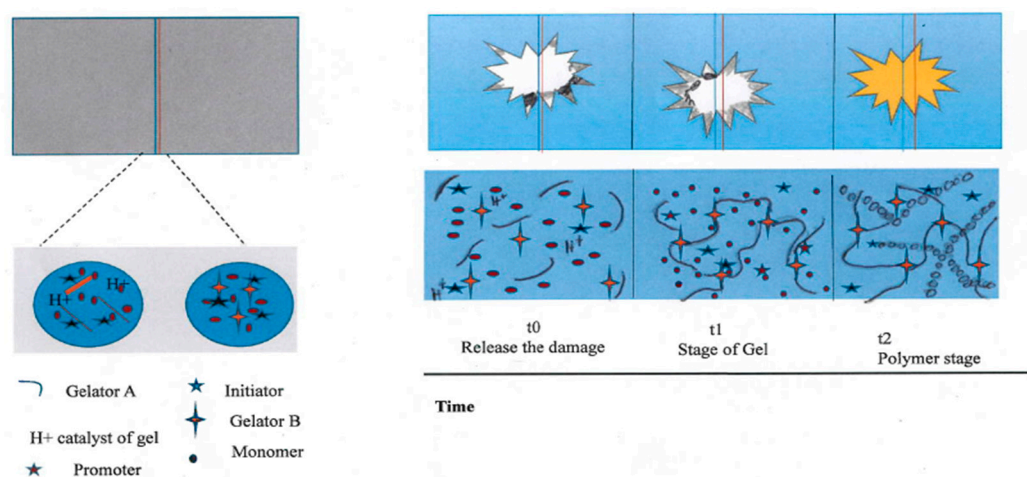 H+
H+
Gelator A
H+ catalyst of gel
Promoter
Initiator
Gelator B
Monomer
H+
H+
H+
t0
Release the damage
t1
Stage of Gel
t2
Polymer stage
Time